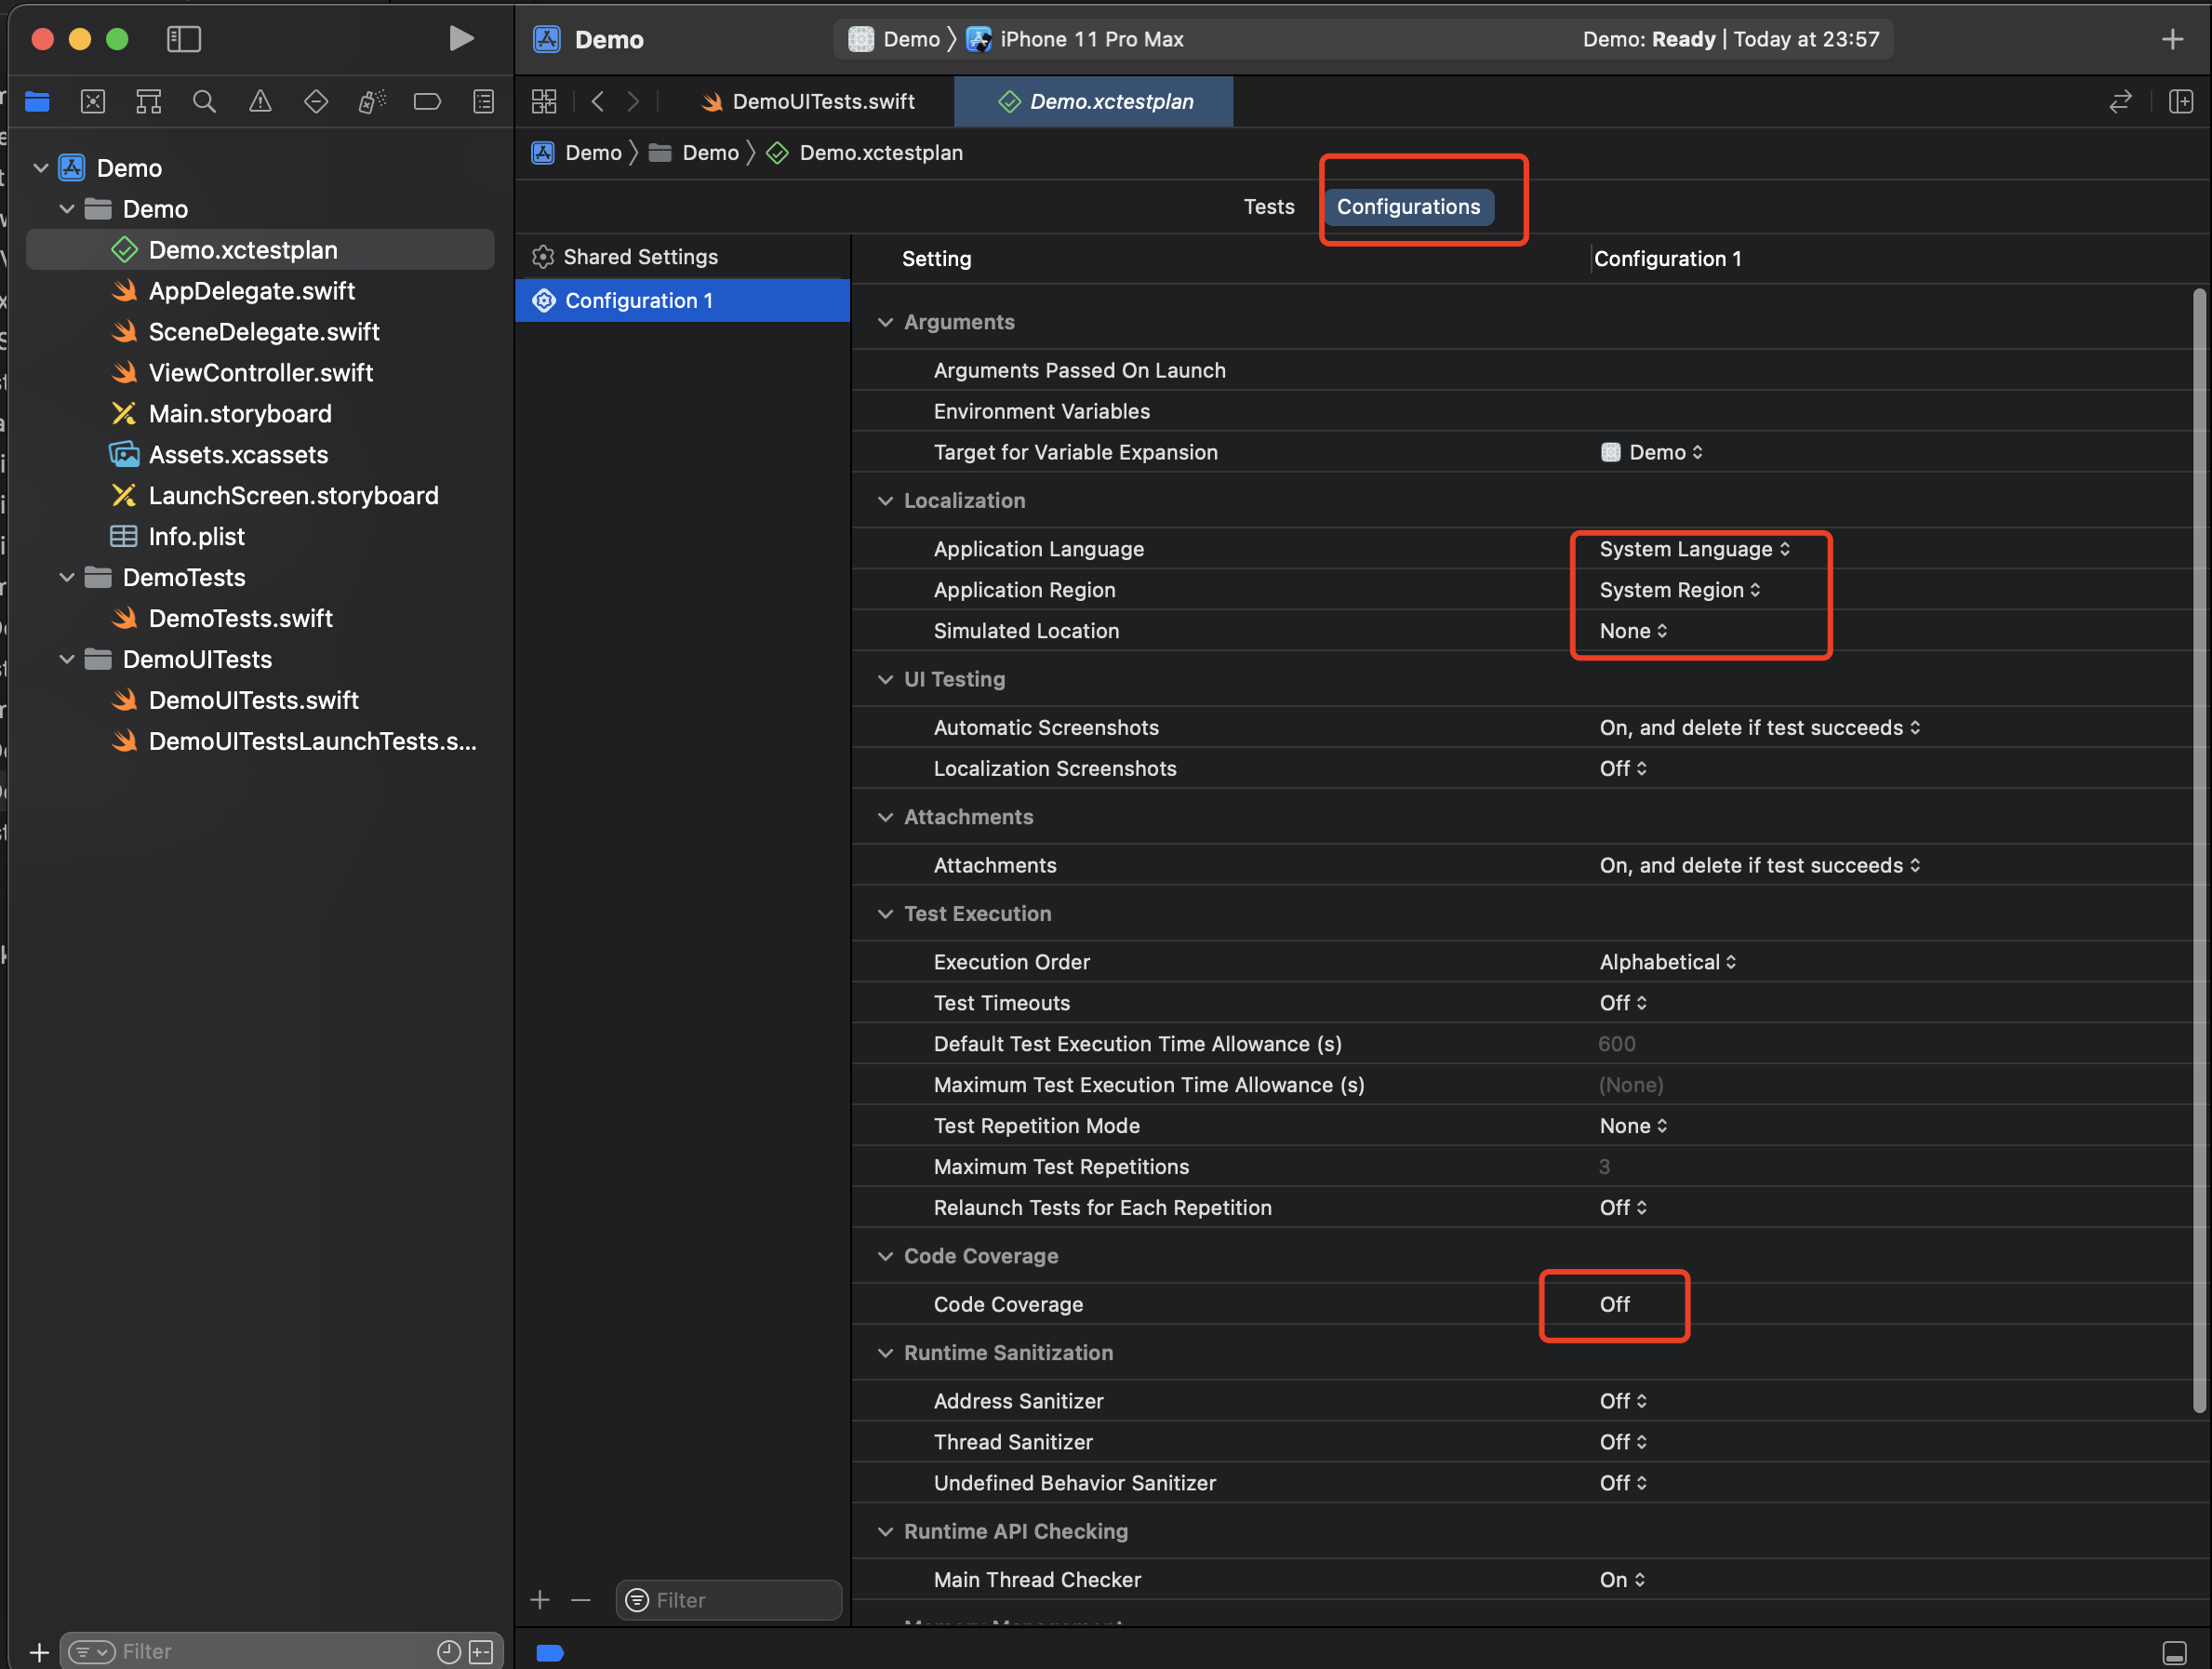 Demo
Demo
iPhone 11 Pro Max
Demo: Ready | Today at 23:57
DemoUITests.swift
Demo.xctestplan
Demo
Demo
Demo.xctestplan
Demo
Demo
Demo.xctestplan
AppDelegate.swift
SceneDelegate.swift
ViewController.swift
Main.storyboard
Assets.xcassets
LaunchScreen.storyboard
Info.plist
DemoTests
DemoTests.swift
DemoUITests
DemoUITests.swift
DemoUITestsLaunchTests.s...
Filter
Tests
Configurations
Shared Settings
Configuration 1
Filter
Setting
Configuration 1
Arguments
Arguments Passed On Launch
Environment Variables
Target for Variable Expansion
Demo
Localization
Application Language
System Language
Application Region
System Region
Simulated Location
None
UI Testing
Automatic Screenshots
On, and delete if test succeeds
Localization Screenshots
Off
Attachments
Attachments
On, and delete if test succeeds
Test Execution
Execution Order
Alphabetical
Test Timeouts
Off
Default Test Execution Time Allowance (s)
600
Maximum Test Execution Time Allowance (s)
(None)
Test Repetition Mode
None
Maximum Test Repetitions
3
Relaunch Tests for Each Repetition
Off
Code Coverage
Code Coverage
Off
Runtime Sanitization
Address Sanitizer
Off
Thread Sanitizer
Off
Undefined Behavior Sanitizer
Off
Runtime API Checking
Main Thread Checker
On